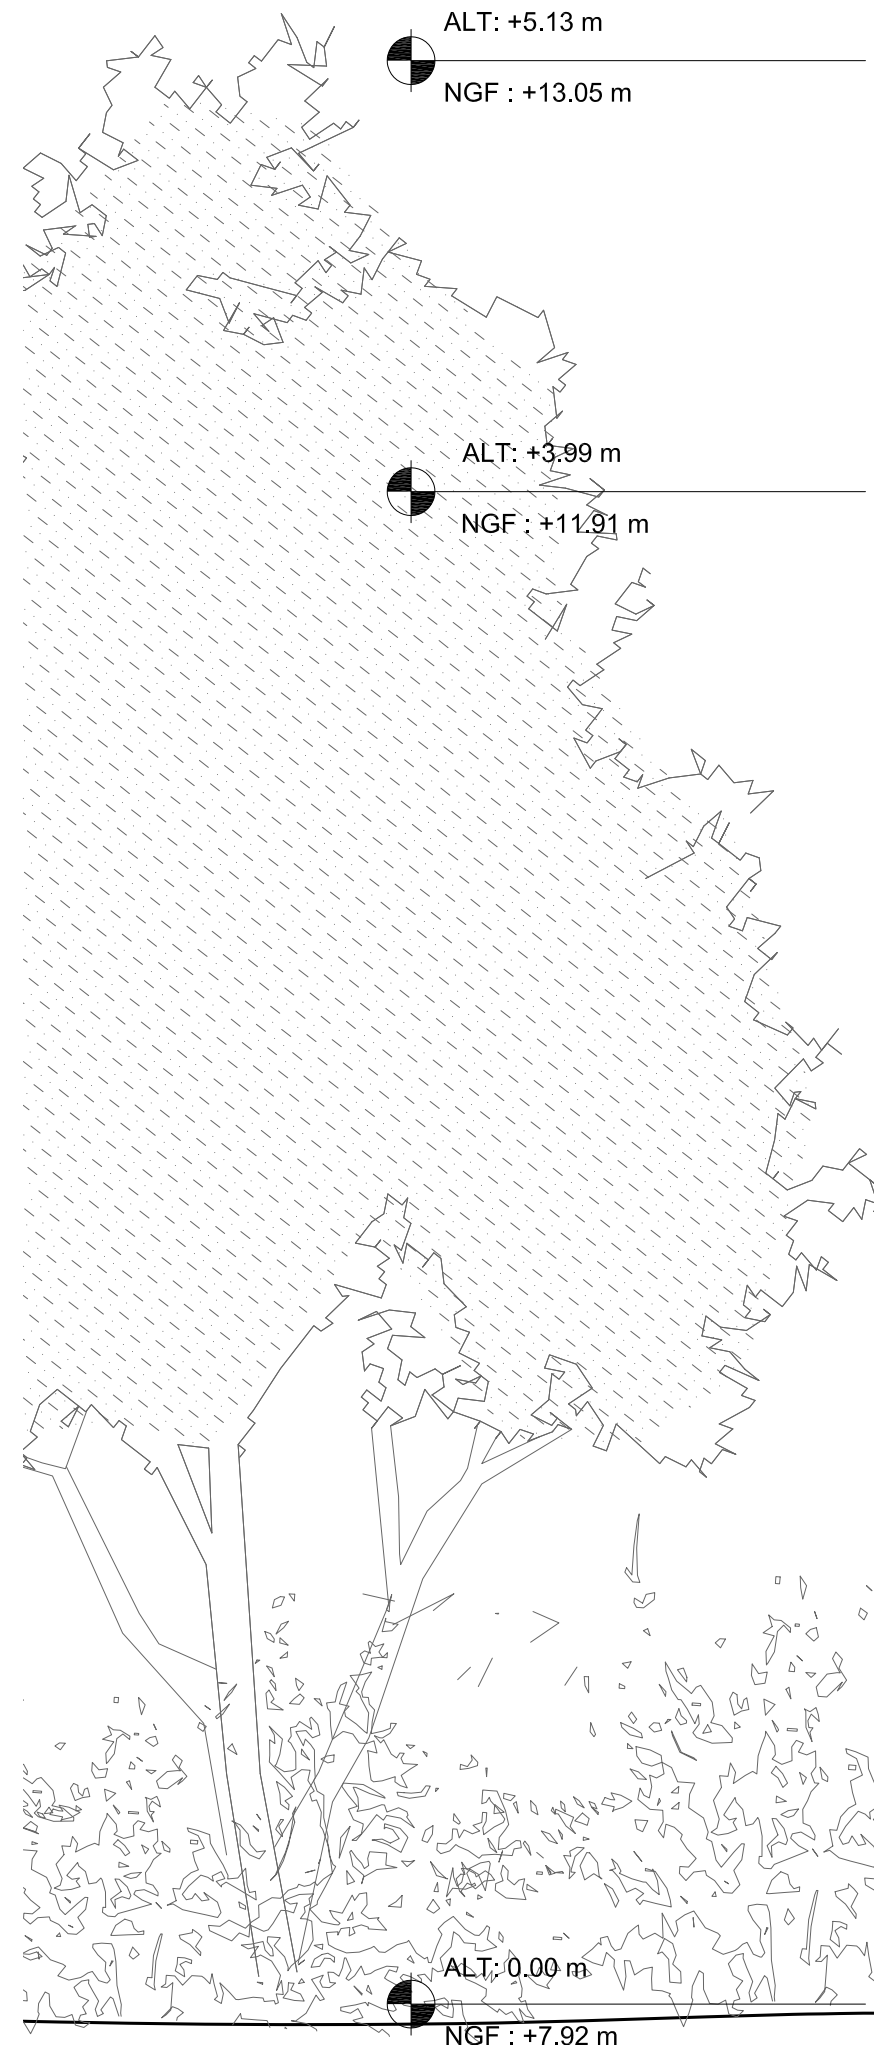 ALT: +5.13 m
NGF : +13.05 m
ALT: +3.99 m
NGF : +11.91 m
ALT: 0.00 m
NGF : +7.92 m